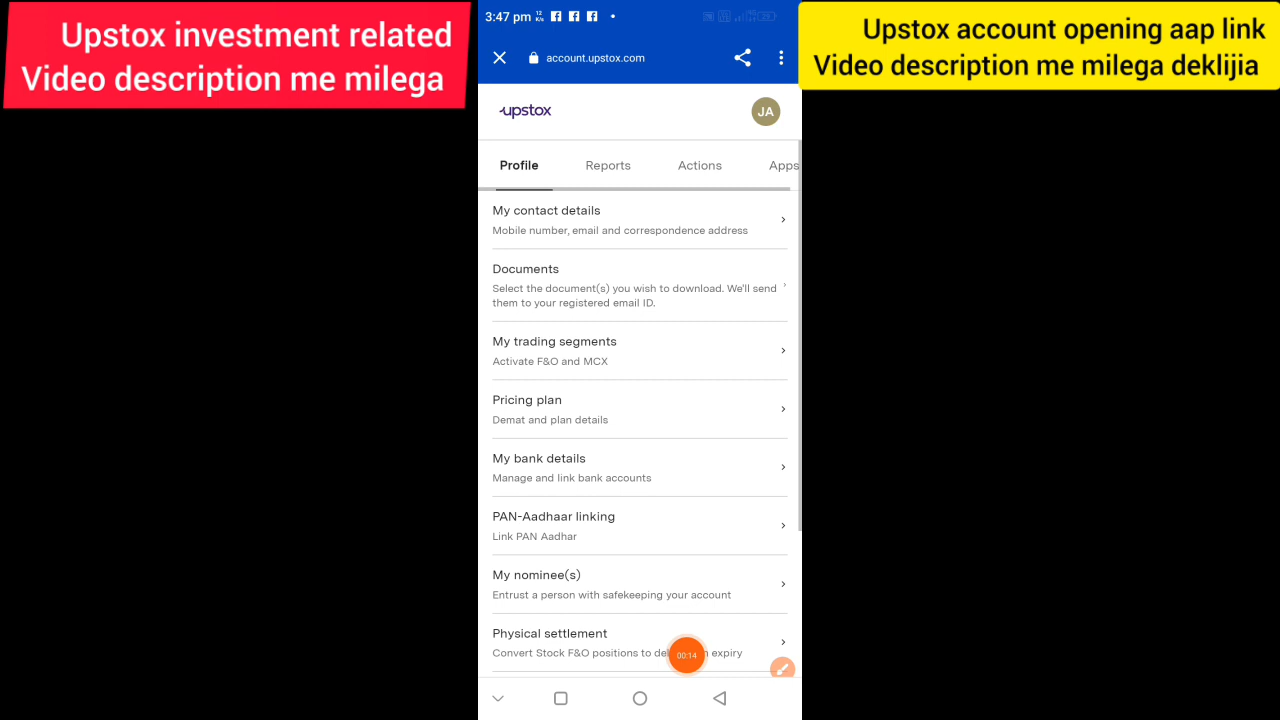 Upstox investment related
Video description me milega
Upstox account opening aap link
Video description me milega deklijia
3:47 pm 12 K/s
account.upstox.com
upstox
JA
Profile Reports Actions Apps
My contact details
Mobile number, email and correspondence address
Documents
Select the document(s) you wish to download. We'll send
them to your registered email ID.
My trading segments
Activate F&O and MCX
Pricing plan
Demat and plan details
My bank details
Manage and link bank accounts
PAN-Aadhaar linking
Link PAN Aadhar
My nominee(s)
Entrust a person with safekeeping your account
Physical settlement
Convert Stock F&O positions to expiry
00:14